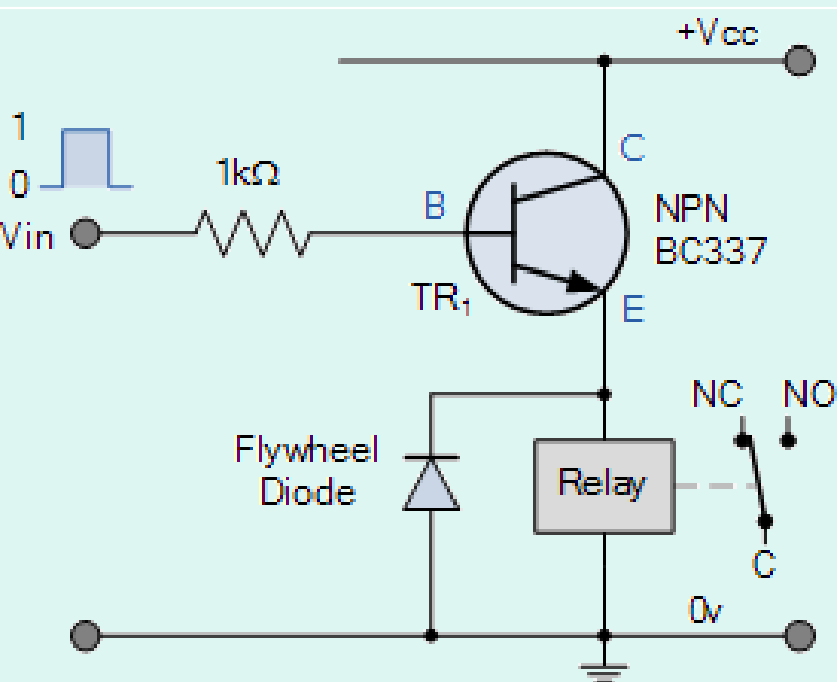 +Vcc
1
0
1kΩ
Vin
B
C
NPN
BC337
TR₁
E
NC
NO
Flywheel
Diode
Relay
C
0v